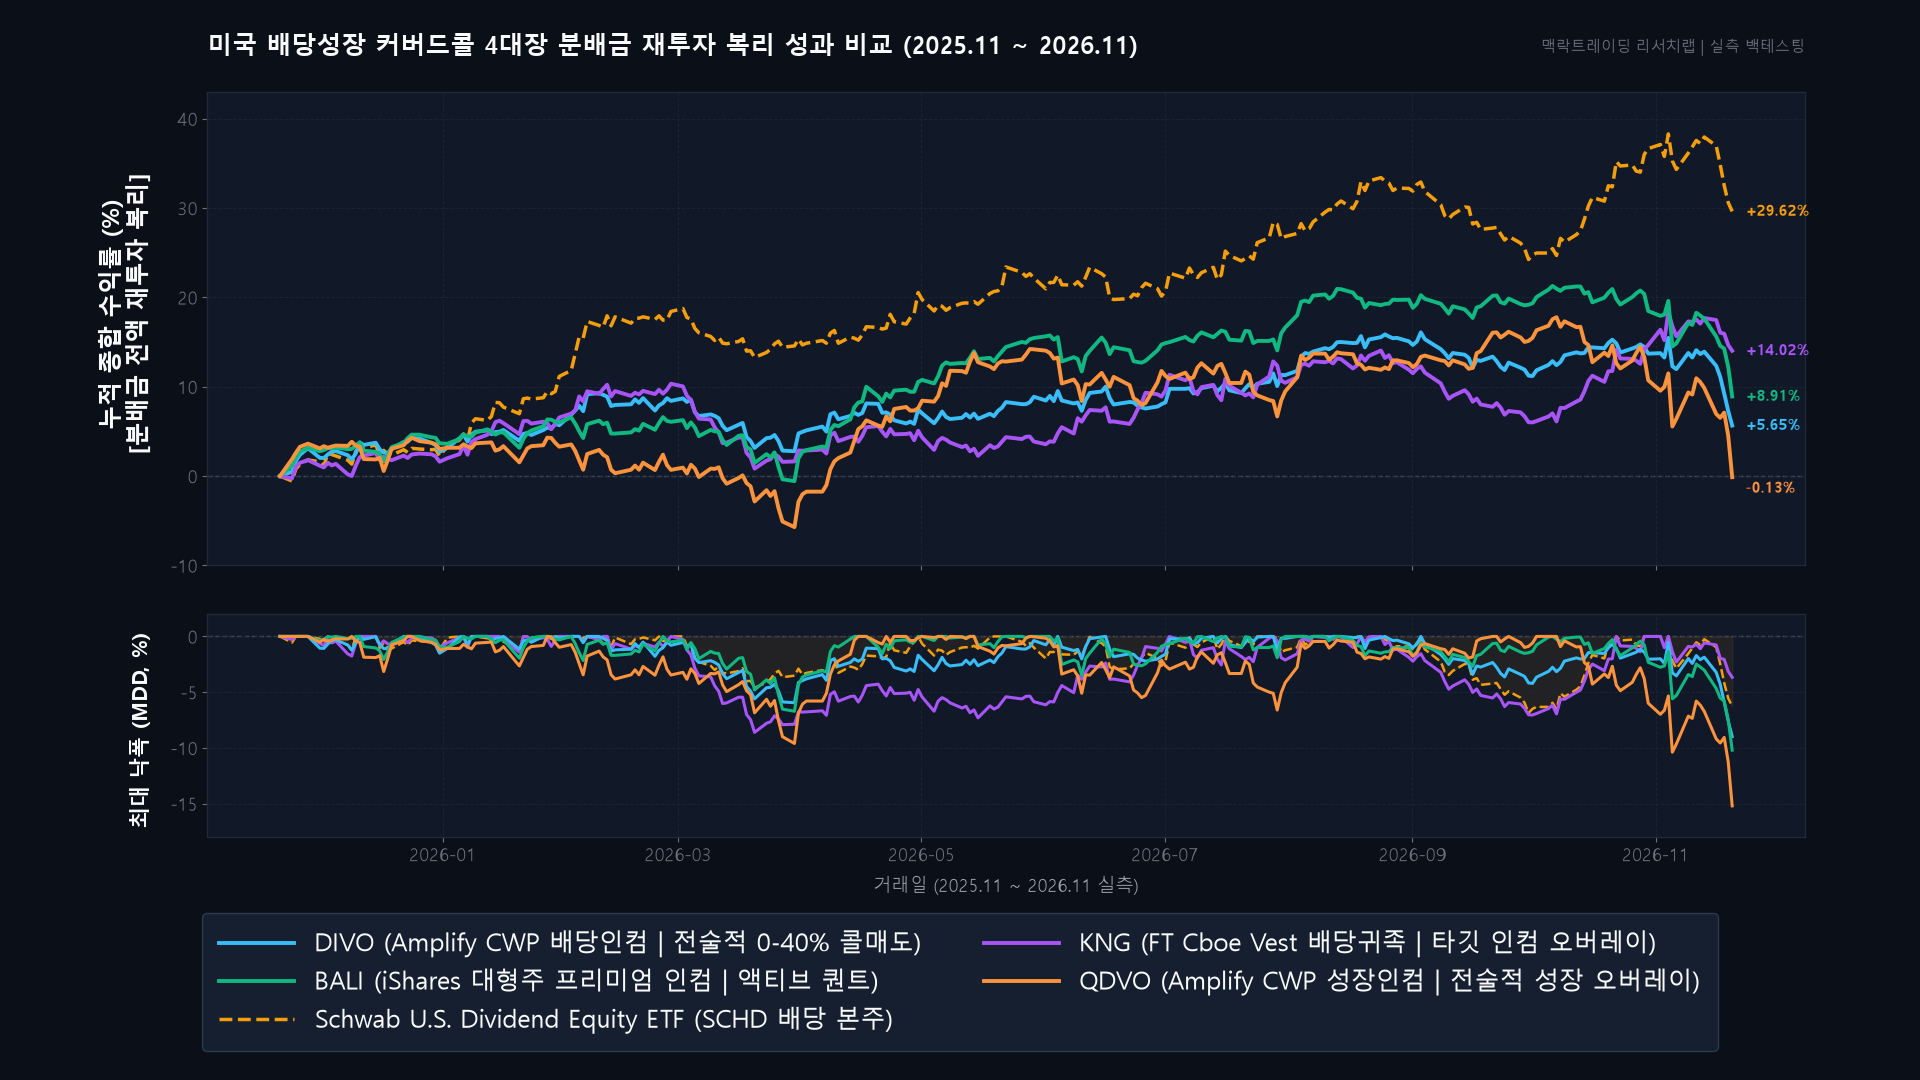 미국 배당성장 커버드콜 4대장 분배금 재투자 복리 성과 비교 (2025.11 ~ 2026.11)
맥락트레이딩 리서치랩 | 실측 백테스팅
누적 종합 수익률 (%)
[분배금 전액 재투자 복리]
40
30
20
10
0
-10
+29.62%
+14.02%
+8.91%
+5.65%
-0.13%
최대 낙폭 (MDD, %)
0
-5
-10
-15
2026-01
2026-03
2026-05
2026-07
2026-09
2026-11
거래일 (2025.11 ~ 2026.11 실측)
DIVO (Amplify CWP 배당인컴 | 전술적 0-40% 콜매도)
BALI (iShares 대형주 프리미엄 인컴 | 액티브 퀀트)
Schwab U.S. Dividend Equity ETF (SCHD 배당 본주)
KNG (FT Cboe Vest 배당귀족 | 타깃 인컴 오버레이)
QDVO (Amplify CWP 성장인컴 | 전술적 성장 오버레이)